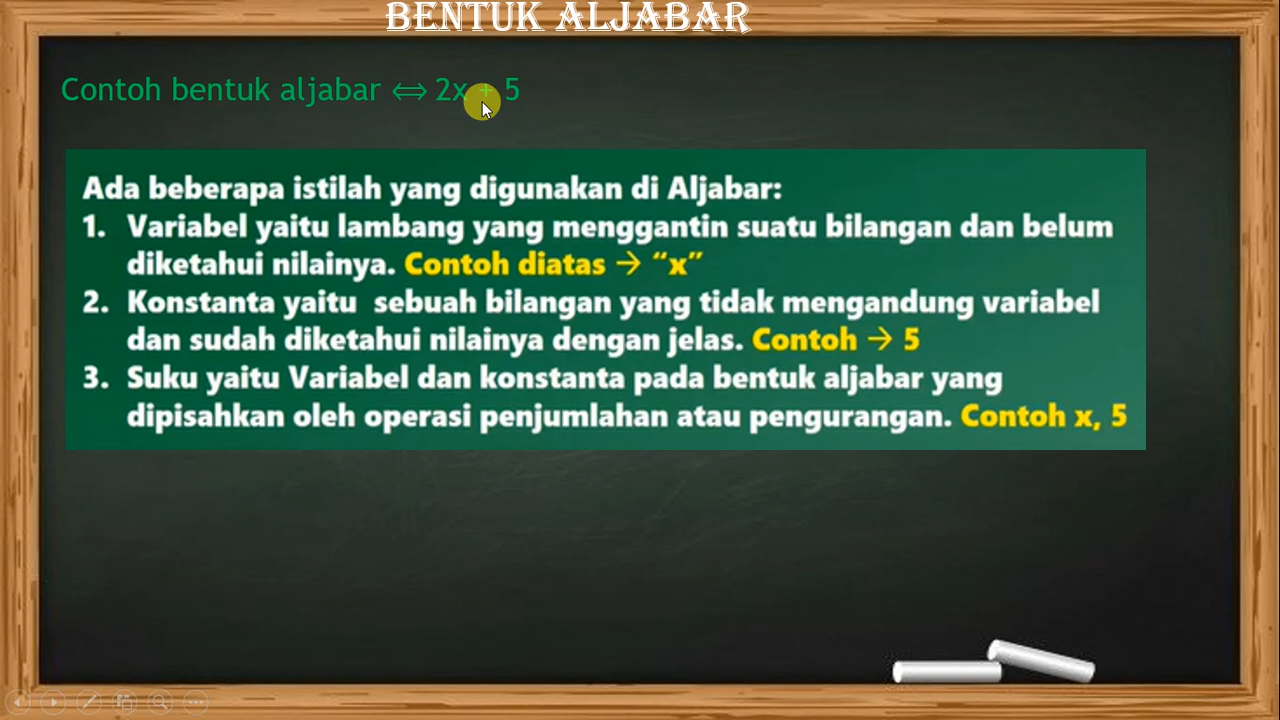 BENTUK ALJABAR
Contoh bentuk aljabar ⇔ 2x + 5
Ada beberapa istilah yang digunakan di Aljabar:
1. Variabel yaitu lambang yang menggantin suatu bilangan dan belum
diketahui nilainya. Contoh diatas → “x”
2. Konstanta yaitu sebuah bilangan yang tidak mengandung variabel
dan sudah diketahui nilainya dengan jelas. Contoh → 5
3. Suku yaitu Variabel dan konstanta pada bentuk aljabar yang
dipisahkan oleh operasi penjumlahan atau pengurangan. Contoh x, 5